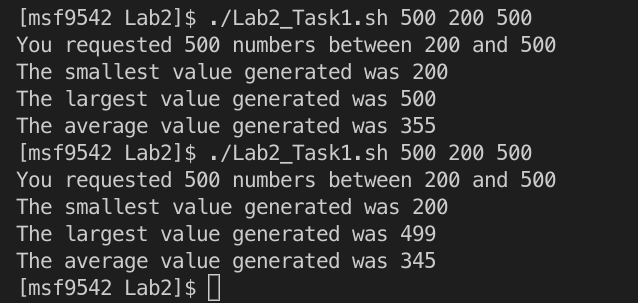 [msf9542 Lab2]$ ./Lab2_Task1.sh 500 200 500
You requested 500 numbers between 200 and 500
The smallest value generated was 200
The largest value generated was 500
The average value generated was 355
[msf9542 Lab2]$ ./Lab2_Task1.sh 500 200 500
You requested 500 numbers between 200 and 500
The smallest value generated was 200
The largest value generated was 499
The average value generated was 345
[msf9542 Lab2]$